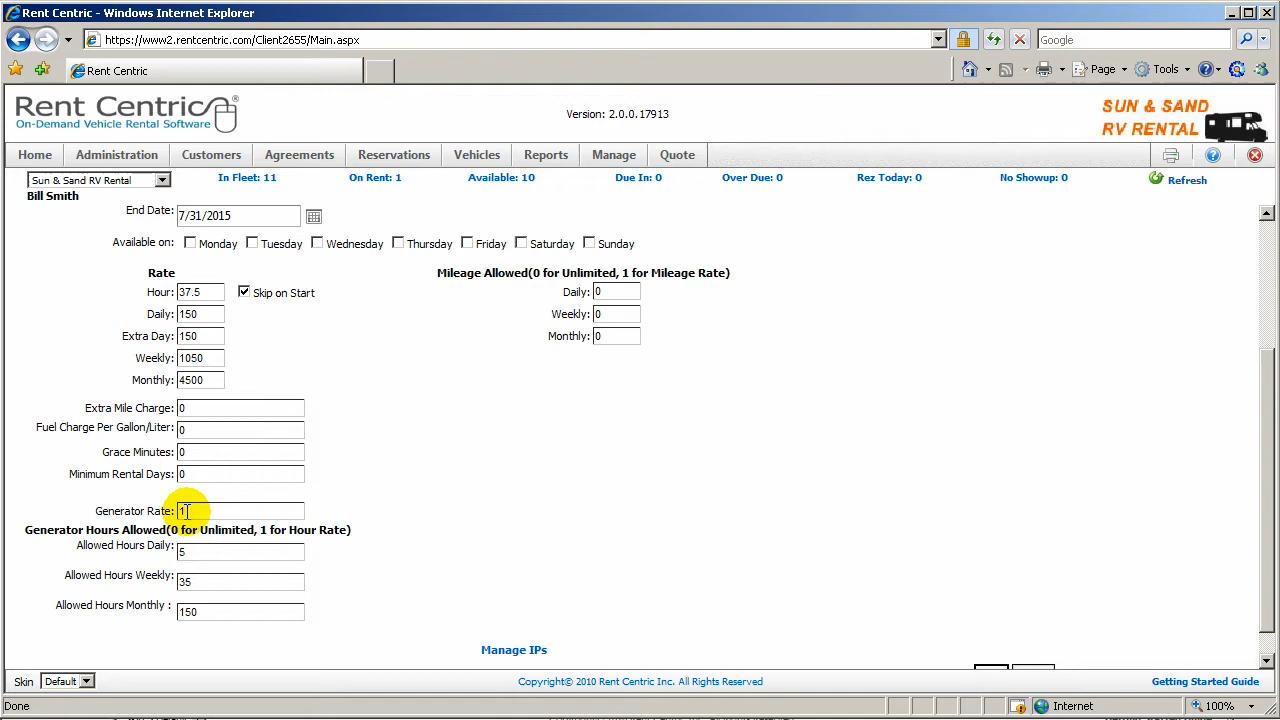 Rent Centric - Windows Internet Explorer
https://www2.rentcentric.com/Client2655/Main.aspx
Google
Rent Centric
Page
Tools
Rent Centric
On-Demand Vehicle Rental Software
Version: 2.0.0.17913
SUN & SAND
RV RENTAL
Home Administration Customers Agreements Reservations Vehicles Reports Manage Quote
Sun & Sand RV Rental In Fleet: 11 On Rent: 1 Available: 10 Due In: 0 Over Due: 0 Rez Today: 0 No Showup: 0 Refresh
Bill Smith
End Date: 7/31/2015
Available on: Monday Tuesday Wednesday Thursday Friday Saturday Sunday
Rate Mileage Allowed(0 for Unlimited, 1 for Mileage Rate)
Hour: 37.5 Skip on Start Daily: 0
Daily: 150 Weekly: 0
Extra Day: 150 Monthly: 0
Weekly: 1050
Monthly: 4500
Extra Mile Charge: 0
Fuel Charge Per Gallon/Liter: 0
Grace Minutes: 0
Minimum Rental Days: 0
Generator Rate: 1
Generator Hours Allowed(0 for Unlimited, 1 for Hour Rate)
Allowed Hours Daily: 5
Allowed Hours Weekly: 35
Allowed Hours Monthly : 150
Manage IPs
Skin Default Copyright© 2010 Rent Centric Inc. All Rights Reserved Getting Started Guide
Done Internet 100%